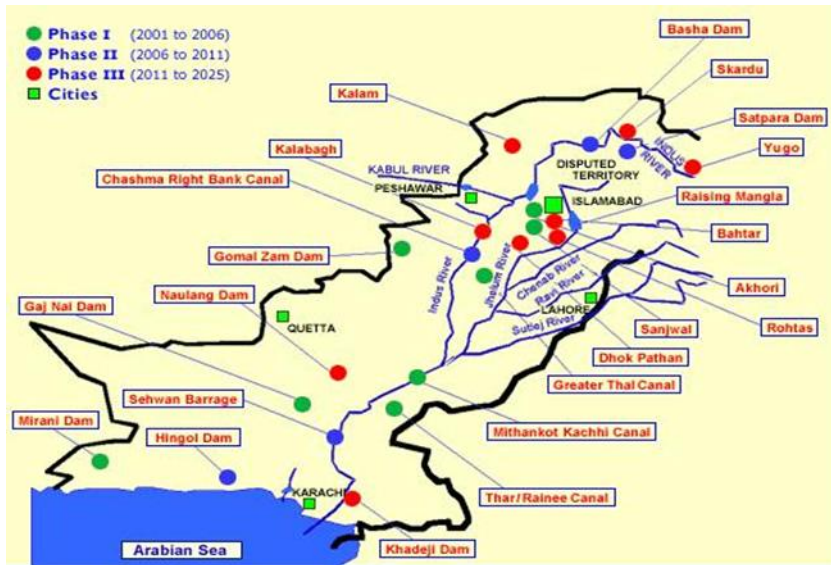 Phase I (2001 to 2006)
Phase II (2006 to 2011)
Phase III (2011 to 2025)
Cities
Basha Dam
Skardu
Kalam
Satpara Dam
Kalabagh
Yugo
INDUS
RIVER
DISPUTED
TERRITORY
KABUL RIVER
Chashma Right Bank Canal
PESHAWAR
ISLAMABAD
Raising Mangla
Bahtar
Gomal Zam Dam
Indus River
Jhelum River
Chenab River
Ravi River
Akhori
Naulang Dam
Gaj Nai Dam
LAHORE
Sanjwal
Rohtas
QUETTA
Sutlej River
Dhok Pathan
Greater Thal Canal
Sehwan Barrage
Mithankot Kachhi Canal
Mirani Dam
Hingol Dam
Thar/Rainee Canal
KARACHI
Arabian Sea
Khadeji Dam